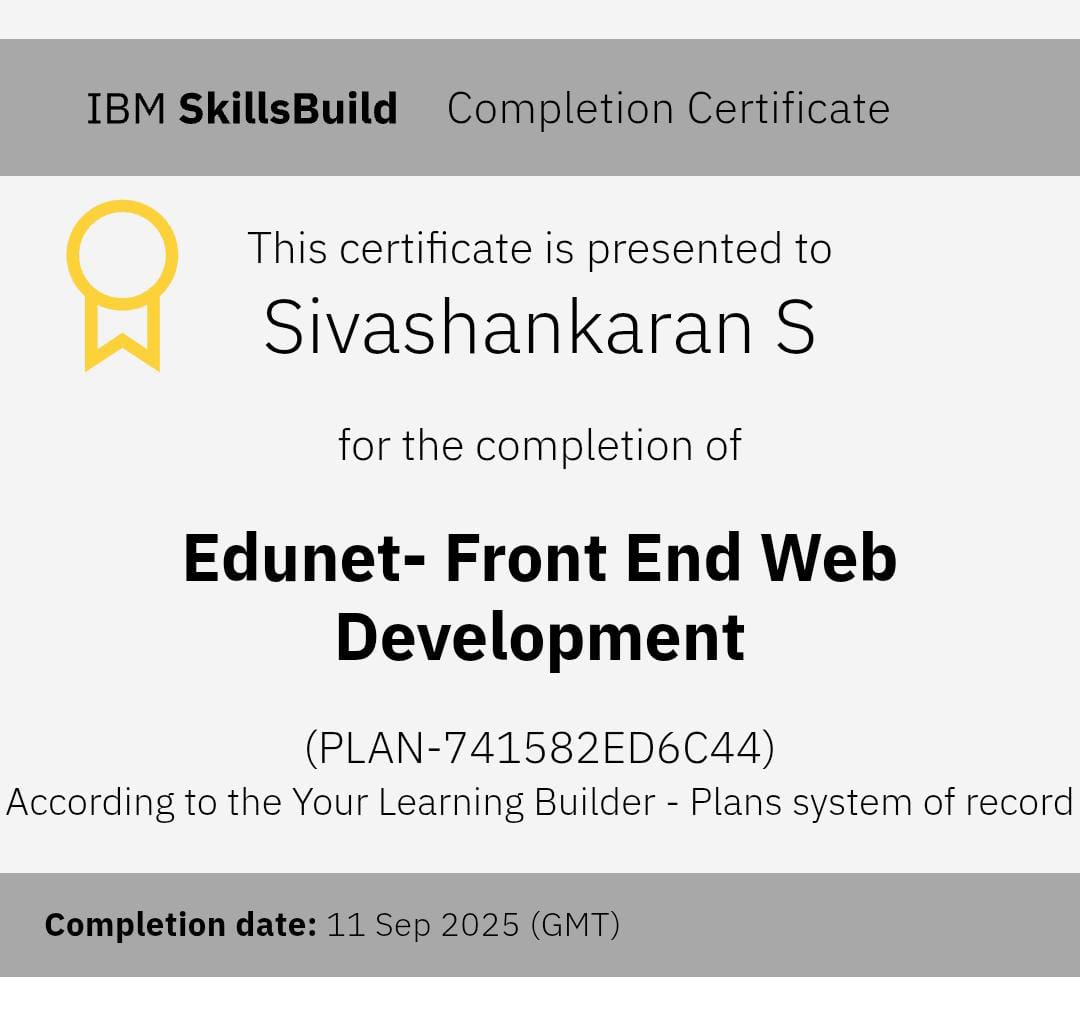 IBM SkillsBuild Completion Certificate
This certificate is presented to
Sivashankaran S
for the completion of
Edunet- Front End Web
Development
(PLAN-741582ED6C44)
According to the Your Learning Builder - Plans system of record
Completion date: 11 Sep 2025 (GMT)